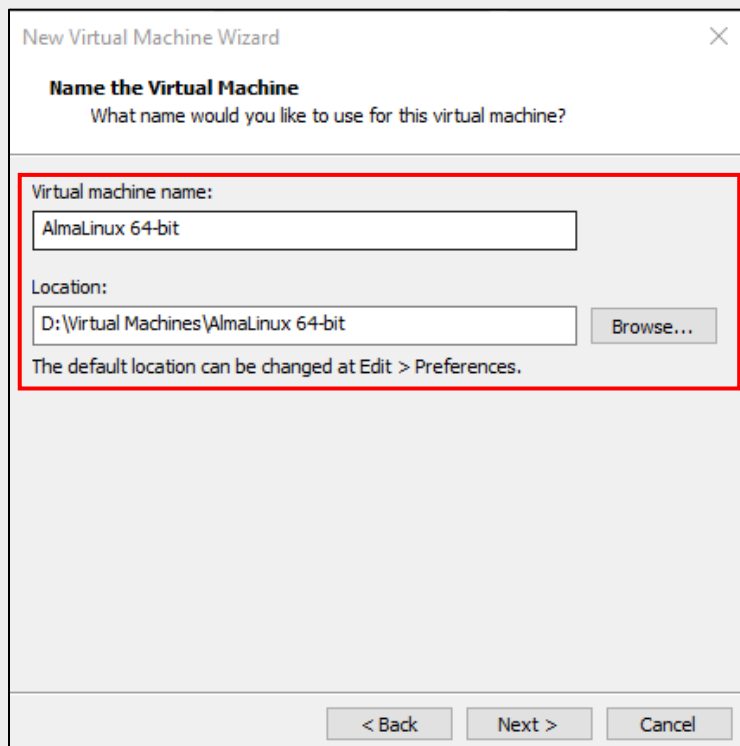 New Virtual Machine Wizard
Name the Virtual Machine
What name would you like to use for this virtual machine?
Virtual machine name:
AlmaLinux 64-bit
Location:
D:\Virtual Machines\AlmaLinux 64-bit
Browse...
The default location can be changed at Edit > Preferences.
< Back
Next >
Cancel